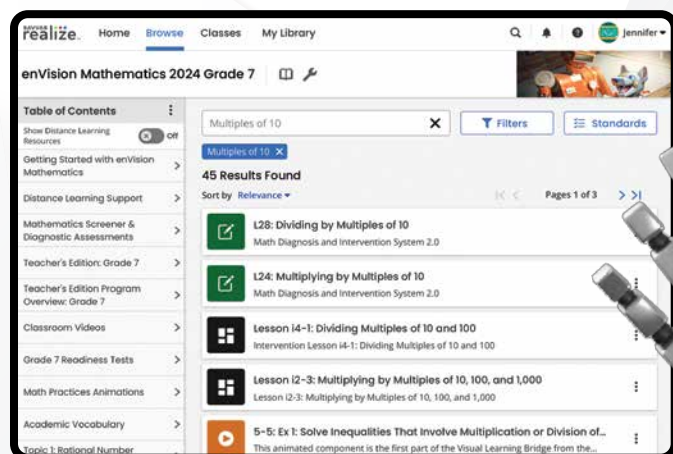 SAVVAS
realize. Home Browse Classes My Library Jennifer
enVision Mathematics 2024 Grade 7
Table of Contents
Show Distance Learning
Resources
Off
Getting Started with enVision
Mathematics
Distance Learning Support
Mathematics Screener &
Diagnostic Assessments
Teacher's Edition: Grade 7
Teacher's Edition Program
Overview: Grade 7
Classroom Videos
Grade 7 Readiness Tests
Math Practices Animations
Academic Vocabulary
Topic 1: Rational Number
Multiples of 10
Filters
Standards
Multiples of 10
45 Results Found
Sort by Relevance
Pages 1 of 3
L28: Dividing by Multiples of 10
Math Diagnosis and Intervention System 2.0
L24: Multiplying by Multiples of 10
Math Diagnosis and Intervention System 2.0
Lesson i4-1: Dividing Multiples of 10 and 100
Intervention Lesson i4-1: Dividing Multiples of 10 and 100
Lesson i2-3: Multiplying by Multiples of 10, 100, and 1,000
Lesson i2-3: Multiplying by Multiples of 10, 100, and 1,000
5-5: Ex 1: Solve Inequalities That Involve Multiplication or Division of...
This animated component is the first part of the Visual Learning Bridge from the...